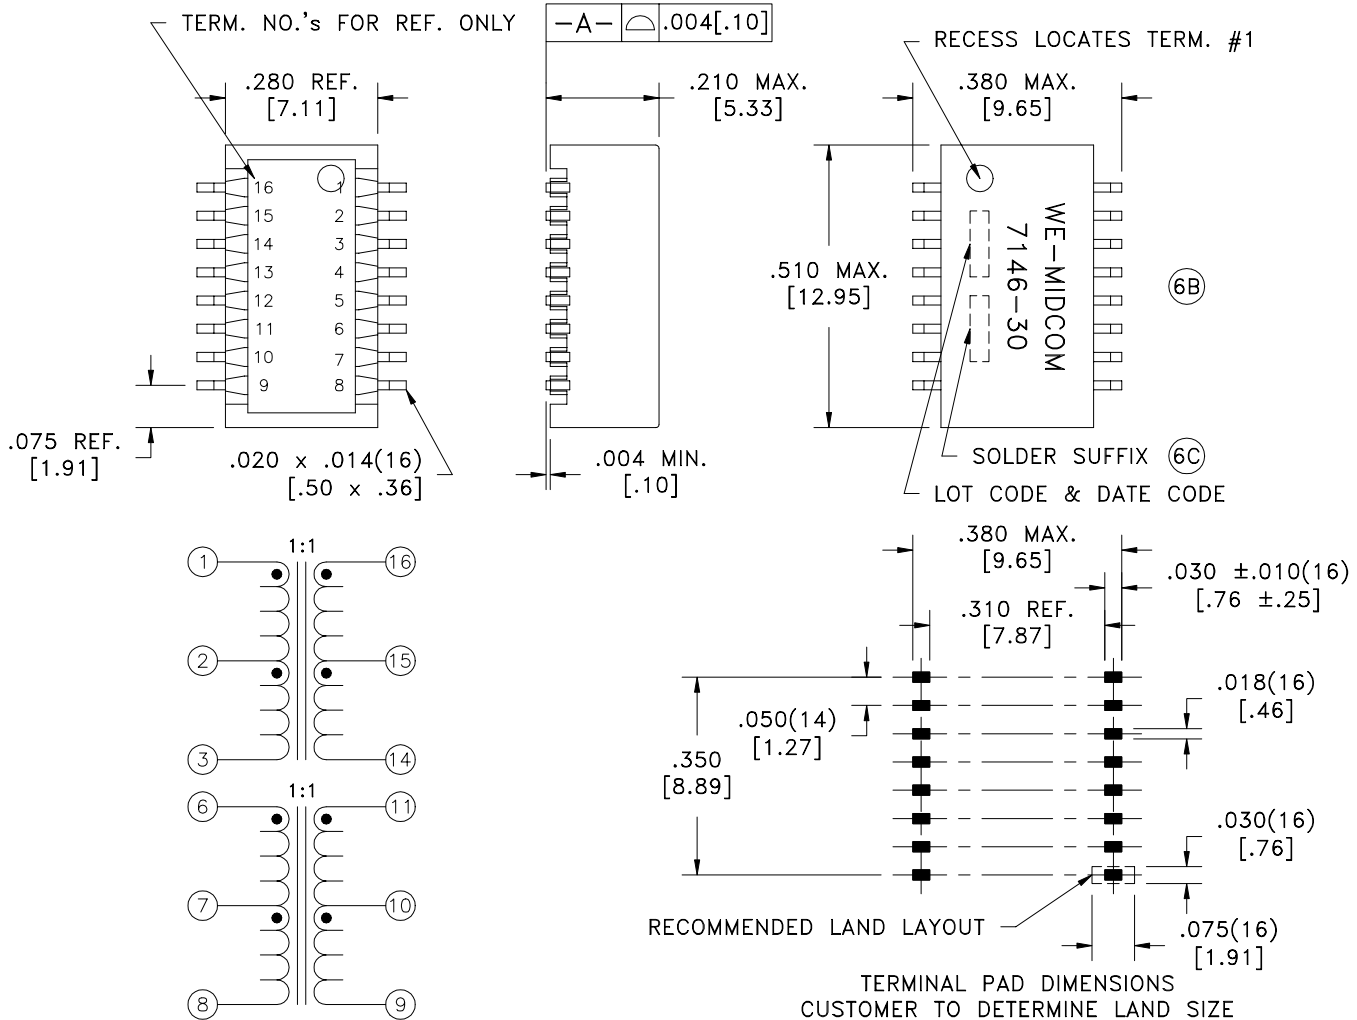 TERM. NO.'s FOR REF. ONLY
-A- ⌓ .004[.10]
RECESS LOCATES TERM. #1
.280 REF.
[7.11]
.210 MAX.
[5.33]
.380 MAX.
[9.65]
16 1
15 2
14 3
13 4
12 5
11 6
10 7
9 8
.075 REF.
[1.91]
.020 x .014(16)
[.50 x .36]
.004 MIN.
[.10]
.510 MAX.
[12.95]
WE-MIDCOM
7146-30
6B
SOLDER SUFFIX 6C
LOT CODE & DATE CODE
1:1
1 16
2 15
3 14
1:1
6 11
7 10
8 9
.380 MAX.
[9.65]
.030 ±.010(16)
[.76 ±.25]
.310 REF.
[7.87]
.050(14)
[1.27]
.350
[8.89]
.018(16)
[.46]
.030(16)
[.76]
RECOMMENDED LAND LAYOUT
.075(16)
[1.91]
TERMINAL PAD DIMENSIONS
CUSTOMER TO DETERMINE LAND SIZE